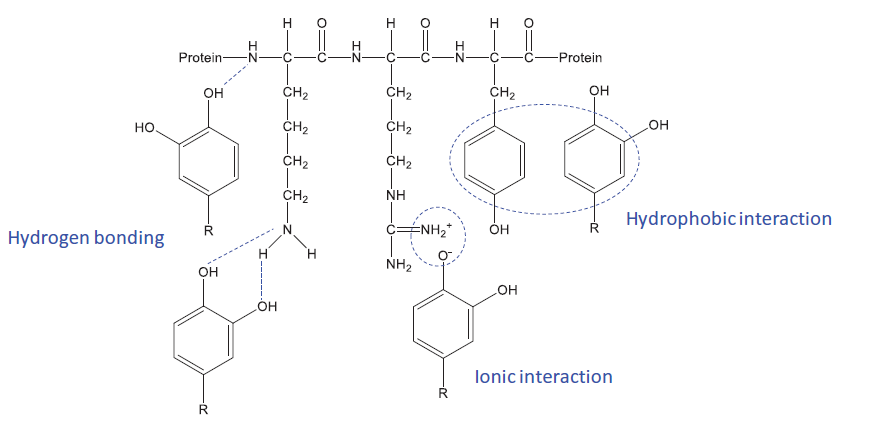 H O H O H O
H H H
Protein N C C N C C N C C Protein
OH CH₂ CH₂ CH₂ OH
HO CH₂ CH₂ OH
CH₂ CH₂
CH₂ NH
R N OH R
Hydrogen bonding
Hydrophobic interaction
C NH₂⁺
H H
NH₂ O⁻
OH
OH
OH
Ionic interaction
R
R